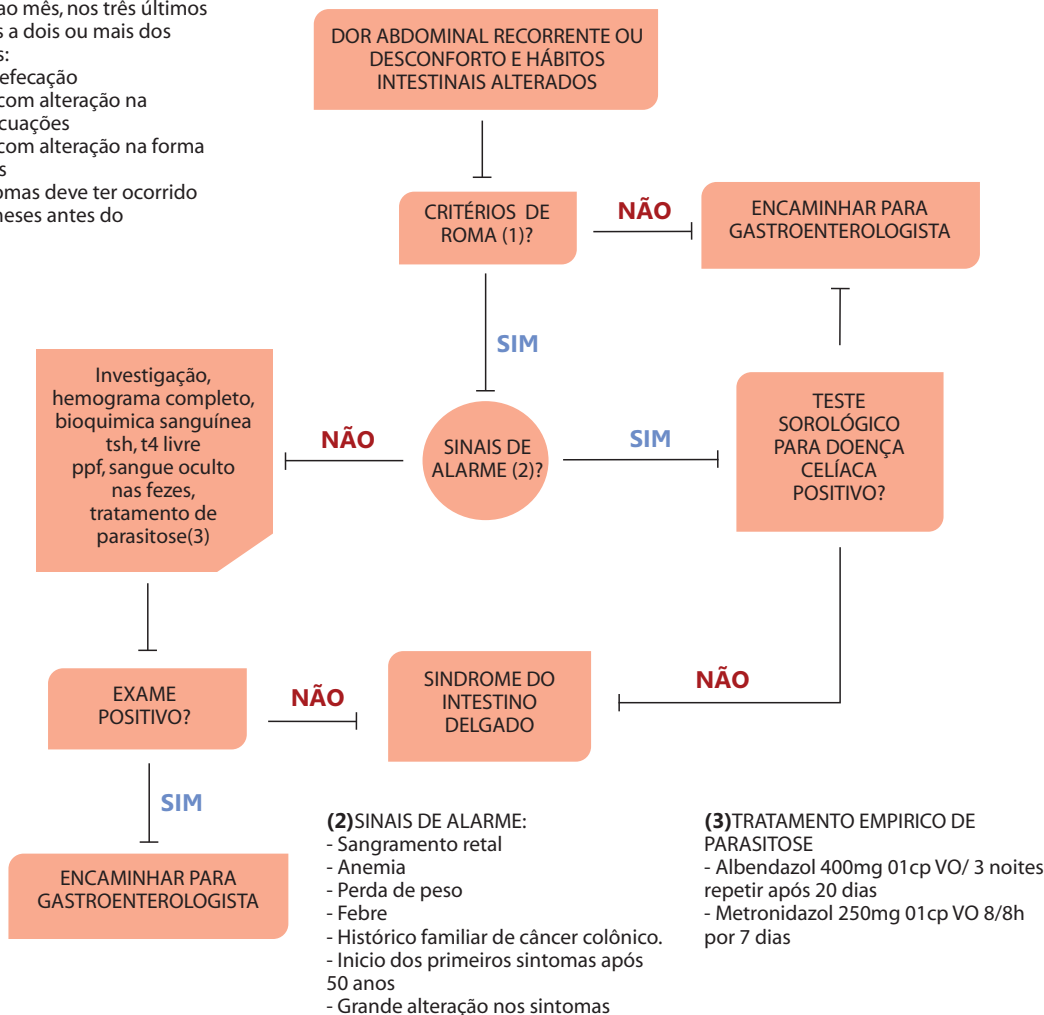 ao mês, nos três últimos
s a dois ou mais dos
s:
efecação
com alteração na
cuações
com alteração na forma
s
omas deve ter ocorrido
neses antes do
DOR ABDOMINAL RECORRENTE OU
DESCONFORTO E HÁBITOS
INTESTINAIS ALTERADOS
CRITÉRIOS DE
ROMA (1)?
NÃO
ENCAMINHAR PARA
GASTROENTEROLOGISTA
SIM
Investigação,
hemograma completo,
bioquimica sanguínea
tsh, t4 livre
ppf, sangue oculto
nas fezes,
tratamento de
parasitose(3)
NÃO
SINAIS DE
ALARME (2)?
SIM
TESTE
SOROLÓGICO
PARA DOENÇA
CELÍACA
POSITIVO?
EXAME
POSITIVO?
NÃO
SINDROME DO
INTESTINO
DELGADO
NÃO
SIM
ENCAMINHAR PARA
GASTROENTEROLOGISTA
(2)SINAIS DE ALARME:
- Sangramento retal
- Anemia
- Perda de peso
- Febre
- Histórico familiar de câncer colônico.
- Inicio dos primeiros sintomas após
50 anos
- Grande alteração nos sintomas
(3)TRATAMENTO EMPIRICO DE
PARASITOSE
- Albendazol 400mg 01cp VO/ 3 noites
repetir após 20 dias
- Metronidazol 250mg 01cp VO 8/8h
por 7 dias